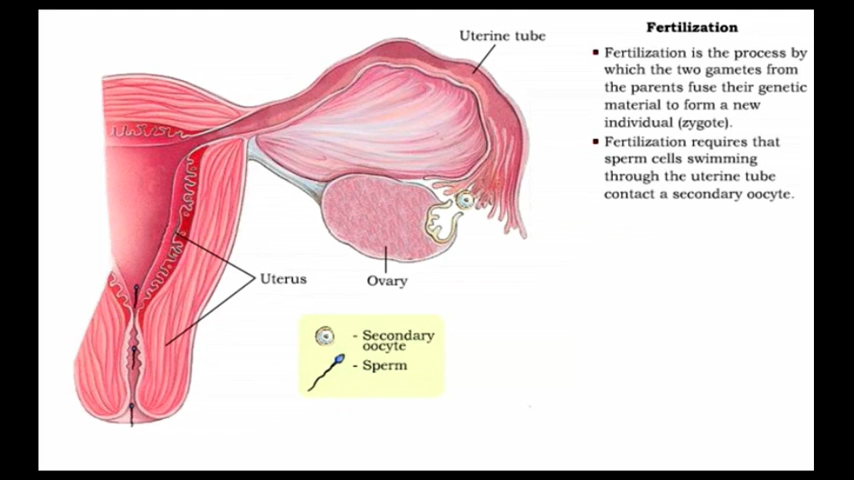 Fertilization
Uterine tube
▪ Fertilization is the process by
which the two gametes from
the parents fuse their genetic
material to form a new
individual (zygote).
▪ Fertilization requires that
sperm cells swimming
through the uterine tube
contact a secondary oocyte.
Uterus
Ovary
- Secondary
oocyte
- Sperm